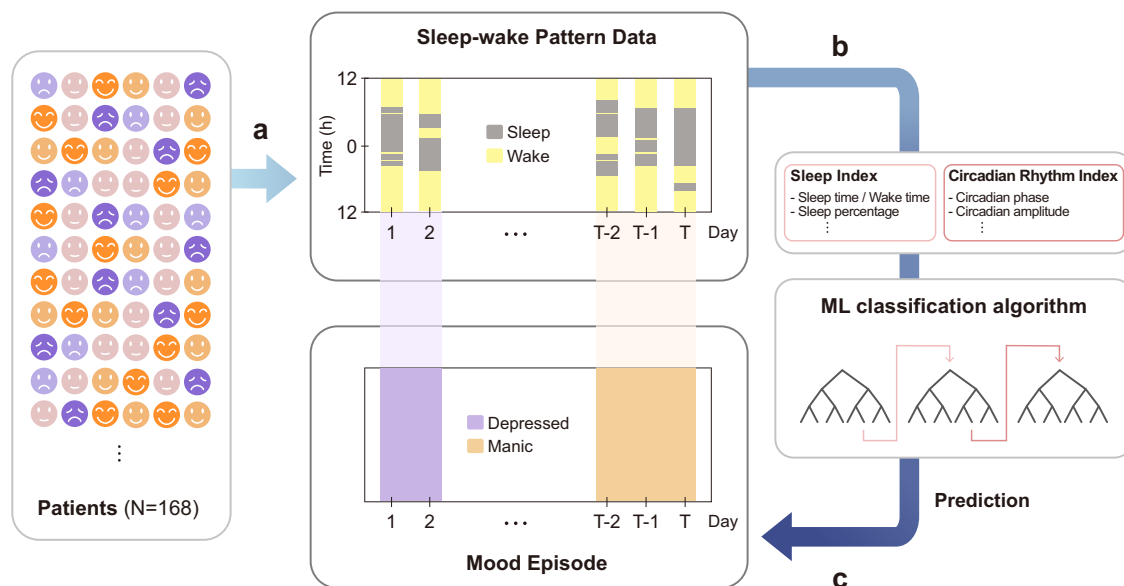 a
Patients (N=168)
Sleep-wake Pattern Data
12
0
12
Time (h)
Sleep
Wake
1 2 ... T-2 T-1 T Day
Depressed
Manic
1 2 ... T-2 T-1 T Day
Mood Episode
b
Sleep Index
- Sleep time / Wake time
- Sleep percentage
⋮
Circadian Rhythm Index
- Circadian phase
- Circadian amplitude
⋮
ML classification algorithm
Prediction
c